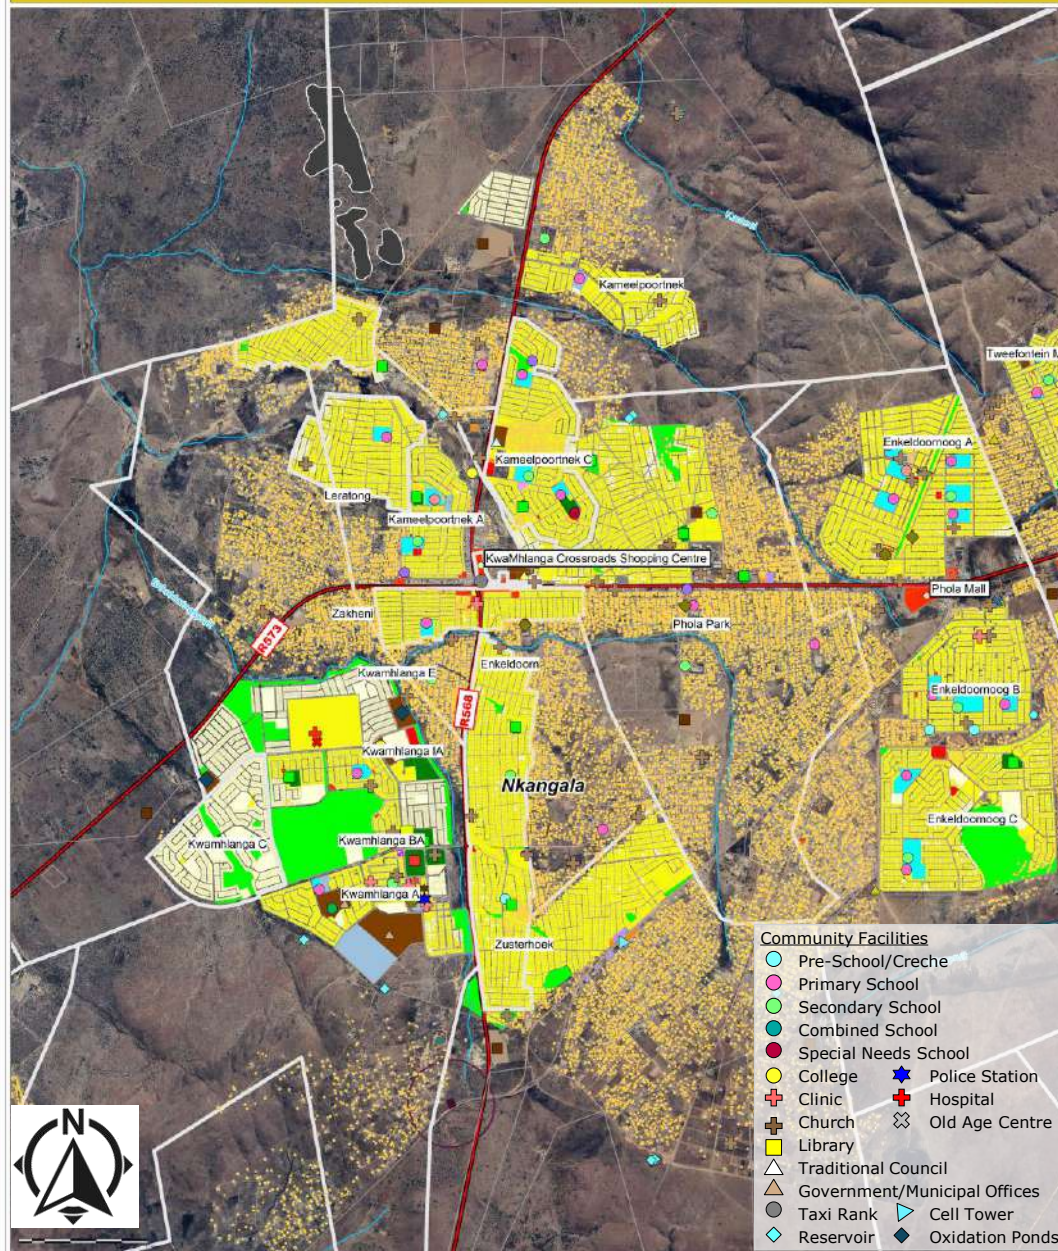 Kameel
Kameelpoortnek
Tweefontein M
Enkeldoornoog A
Kameelpoortnek C
Leratong
Kameelpoortnek A
KwaMhlanga Crossroads Shopping Centre
Phola Mall
Zakheni
Phola Park
R573
Enkeldoorn
Kwamhlanga E
Enkeldoornoog B
R568
Kwamhlanga IA
Nkangala
Enkeldoornoog C
Kwamhlanga BA
Kwamhlanga C
Kwamhlanga A
Zusterhoek
Community Facilities
Pre-School/Creche
Primary School
Secondary School
Combined School
Special Needs School
College
Police Station
Clinic
Hospital
Church
Old Age Centre
Library
Traditional Council
Government/Municipal Offices
Taxi Rank
Cell Tower
Reservoir
Oxidation Ponds
N